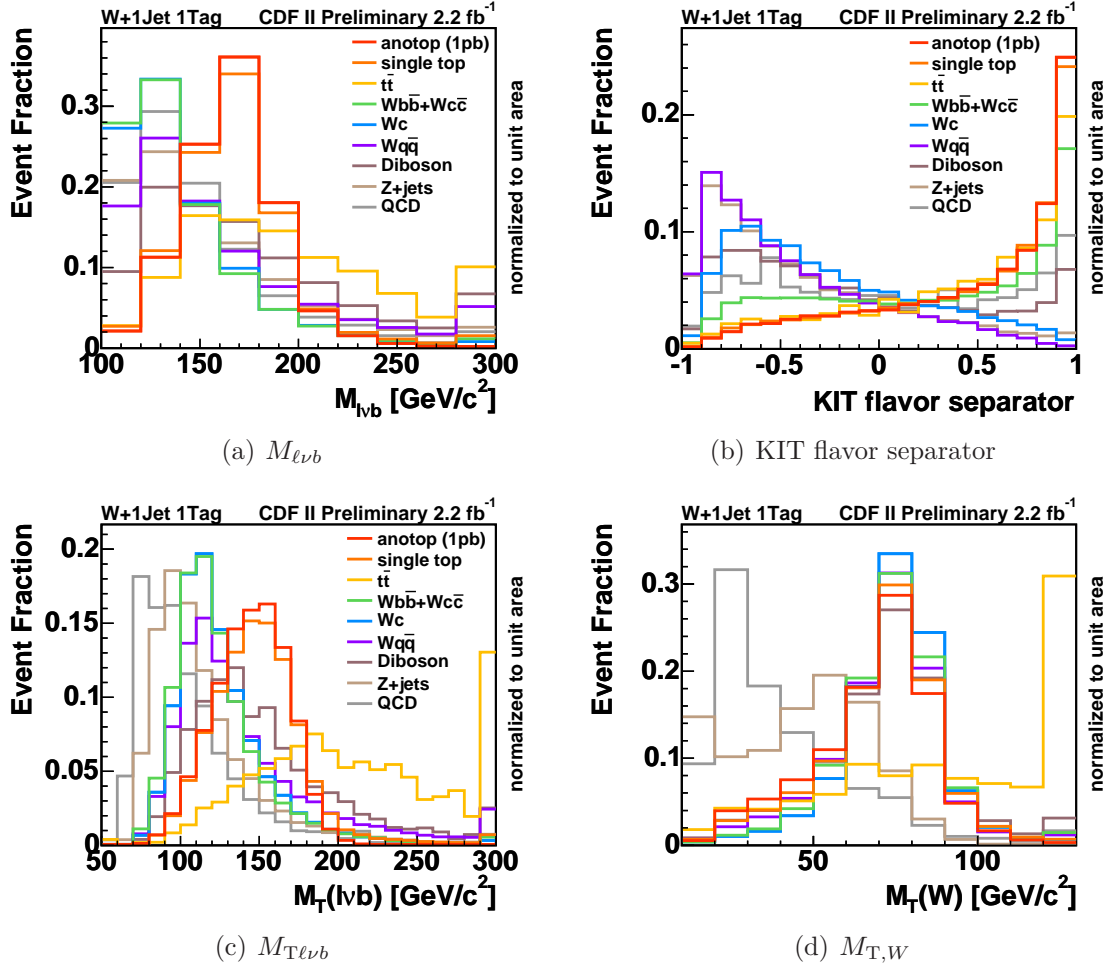 W+1Jet 1Tag CDF II Preliminary 2.2 fb⁻¹
Event Fraction
0.3
0.2
0.1
0
100 150 200 250 300
M_lνb [GeV/c²]
normalized to unit area
anotop (1pb)
single top
tt̄
Wbb̄+Wcc̄
Wc
Wqq̄
Diboson
Z+jets
QCD
(a) M_ℓνb
W+1Jet 1Tag CDF II Preliminary 2.2 fb⁻¹
Event Fraction
0.2
0.1
0
-1 -0.5 0 0.5 1
KIT flavor separator
normalized to unit area
anotop (1pb)
single top
tt̄
Wbb̄+Wcc̄
Wc
Wqq̄
Diboson
Z+jets
QCD
(b) KIT flavor separator
W+1Jet 1Tag CDF II Preliminary 2.2 fb⁻¹
Event Fraction
0.2
0.15
0.1
0.05
0
50 100 150 200 250 300
M_T(lνb) [GeV/c²]
normalized to unit area
anotop (1pb)
single top
tt̄
Wbb̄+Wcc̄
Wc
Wqq̄
Diboson
Z+jets
QCD
(c) M_Tℓνb
W+1Jet 1Tag CDF II Preliminary 2.2 fb⁻¹
Event Fraction
0.3
0.2
0.1
0
50 100
M_T(W) [GeV/c²]
normalized to unit area
(d) M_T,W